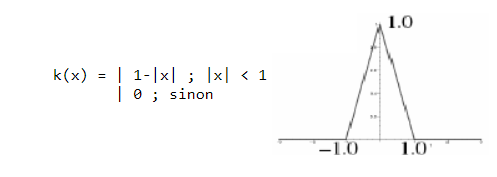 k(x) = | 1-|x| ; |x| < 1
| 0 ; sinon
1.0
−1.0
1.0